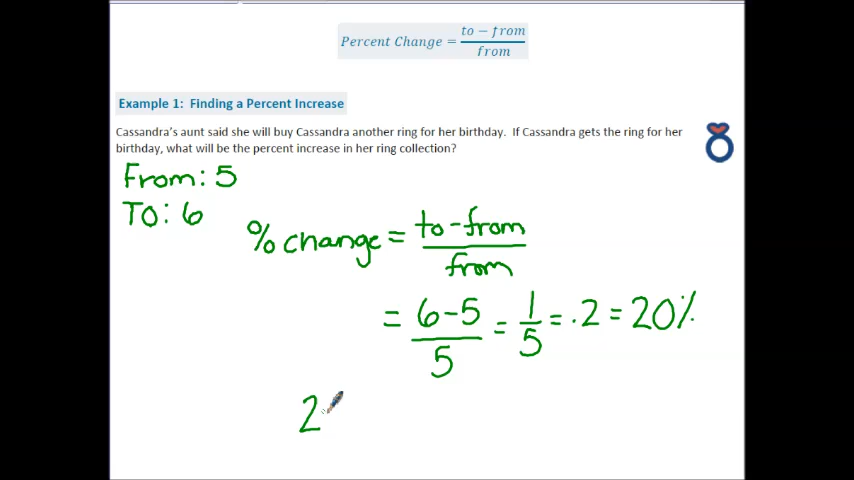 Percent Change = to − from / from
Example 1: Finding a Percent Increase
Cassandra's aunt said she will buy Cassandra another ring for her birthday. If Cassandra gets the ring for her
birthday, what will be the percent increase in her ring collection?
From: 5
TO: 6
% change = to - from / from
= 6 - 5 / 5 = 1 / 5 = .2 = 20%
2